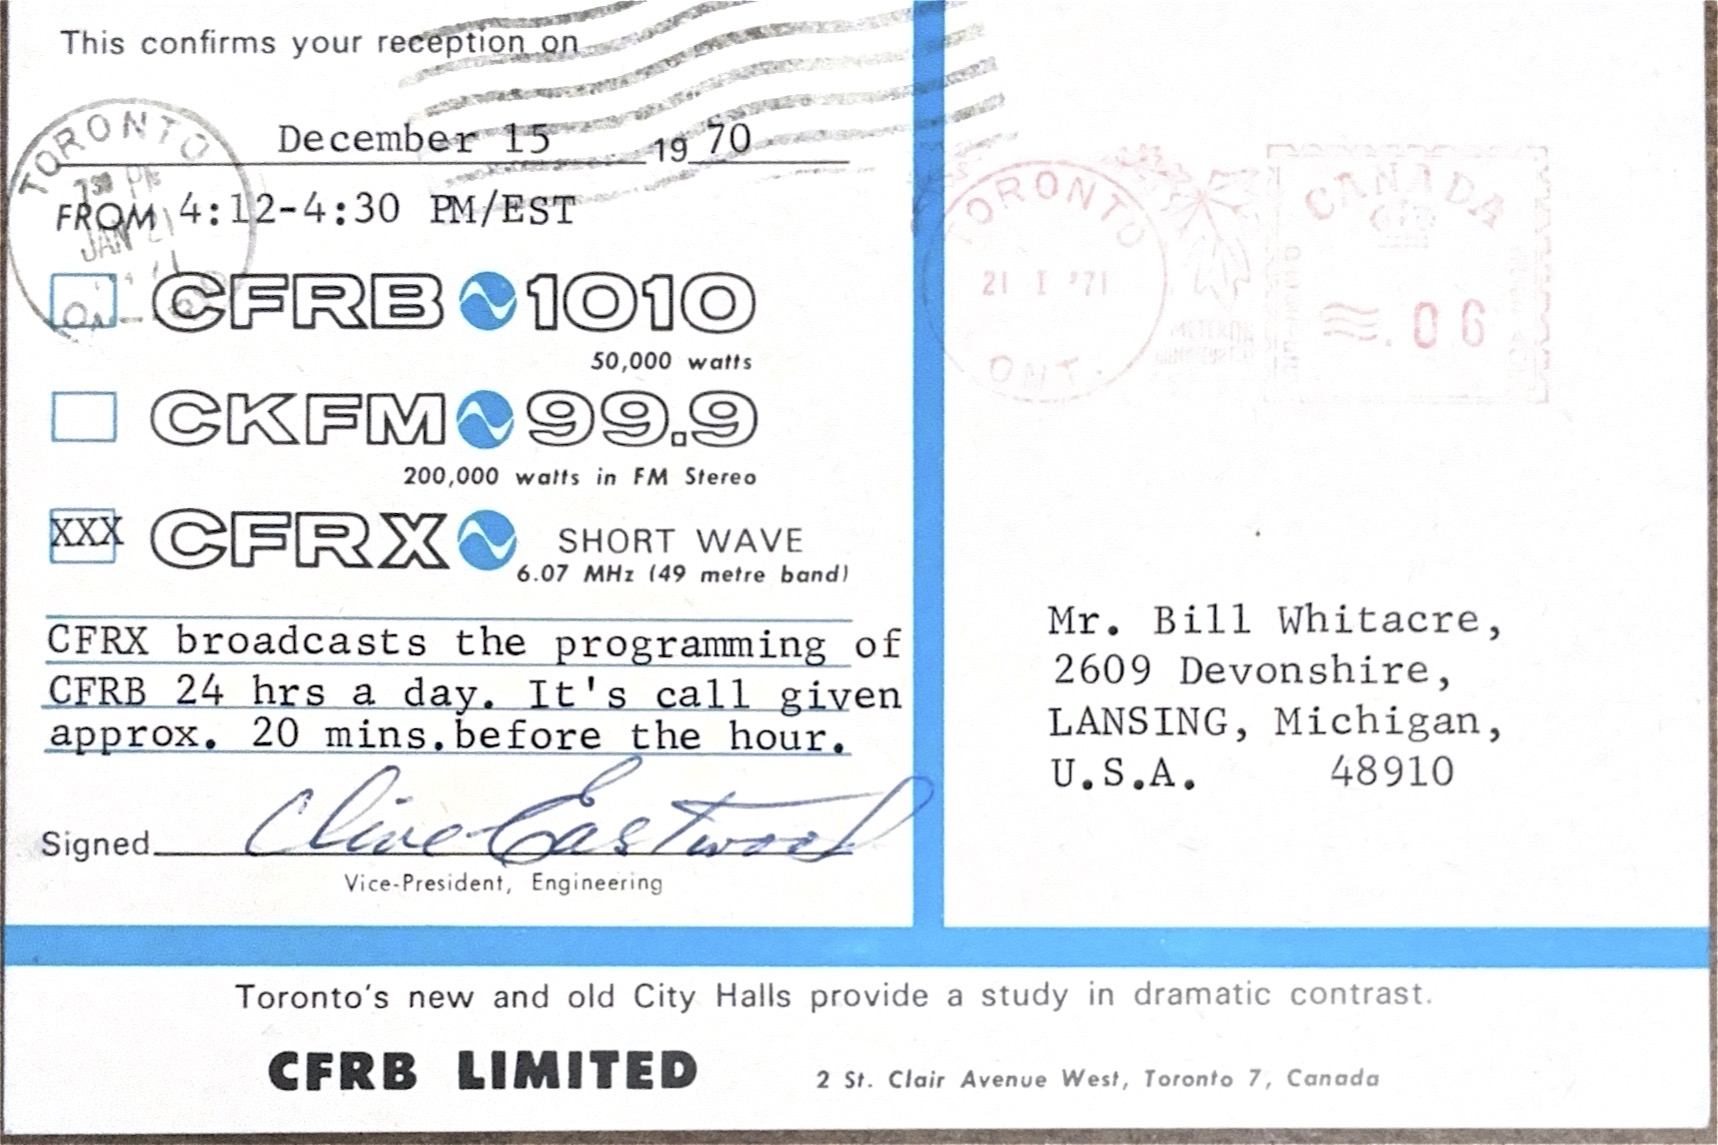 This confirms your reception on
December 15 19 70
FROM 4:12-4:30 PM/EST
TORONTO
JAN 21
CFRB 1010
50,000 watts
CKFM 99.9
200,000 watts in FM Stereo
XXX CFRX SHORT WAVE
6.07 MHz (49 metre band)
CFRX broadcasts the programming of
CFRB 24 hrs a day. It's call given
approx. 20 mins.before the hour.
Signed Clive Eastwood
Vice-President, Engineering
TORONTO
21 I '71
ONT.
CANADA
.06
Mr. Bill Whitacre,
2609 Devonshire,
LANSING, Michigan,
U.S.A. 48910
Toronto's new and old City Halls provide a study in dramatic contrast.
CFRB LIMITED 2 St. Clair Avenue West, Toronto 7, Canada